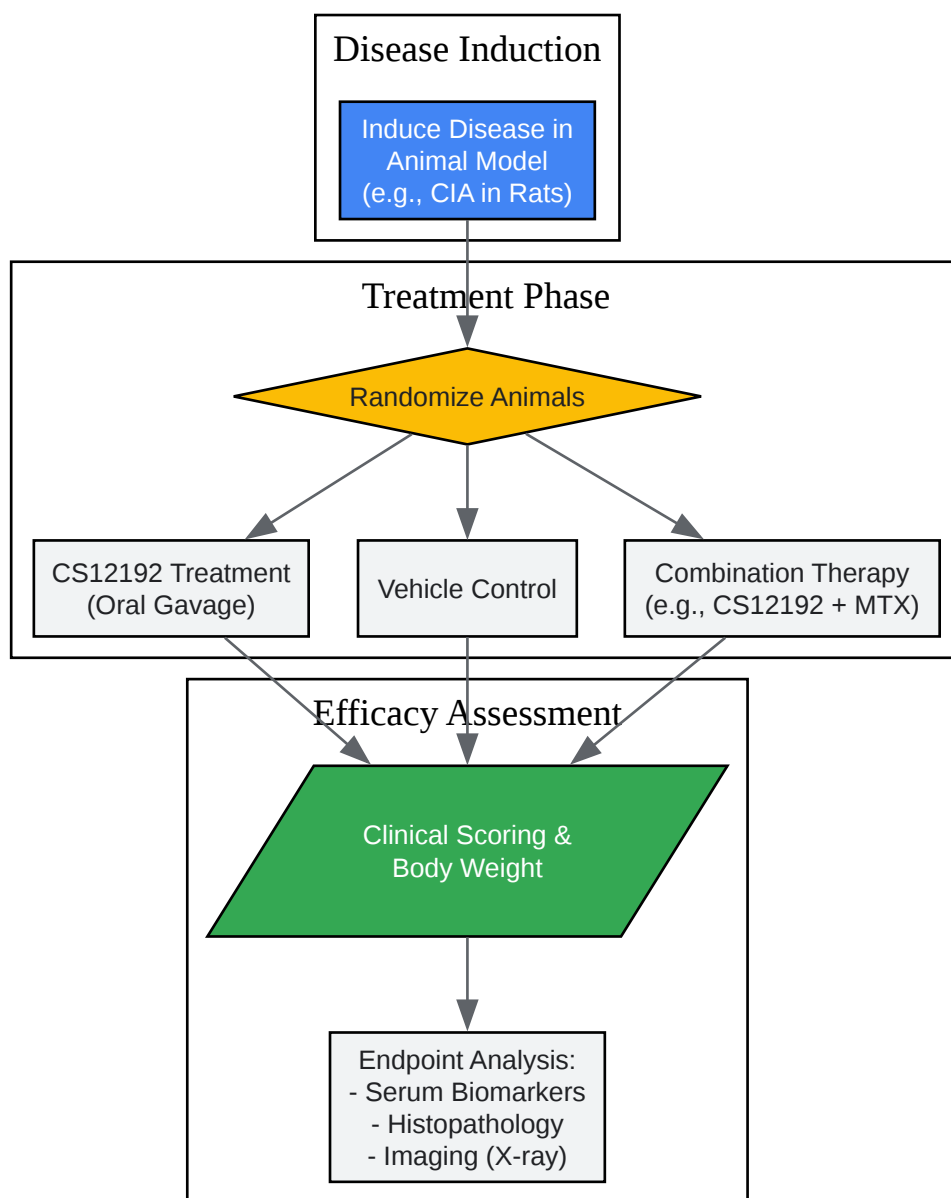 Disease Induction
Induce Disease in
Animal Model
(e.g., CIA in Rats)
Treatment Phase
Randomize Animals
CS12192 Treatment
(Oral Gavage)
Vehicle Control
Combination Therapy
(e.g., CS12192 + MTX)
Efficacy Assessment
Clinical Scoring &
Body Weight
Endpoint Analysis:
- Serum Biomarkers
- Histopathology
- Imaging (X-ray)